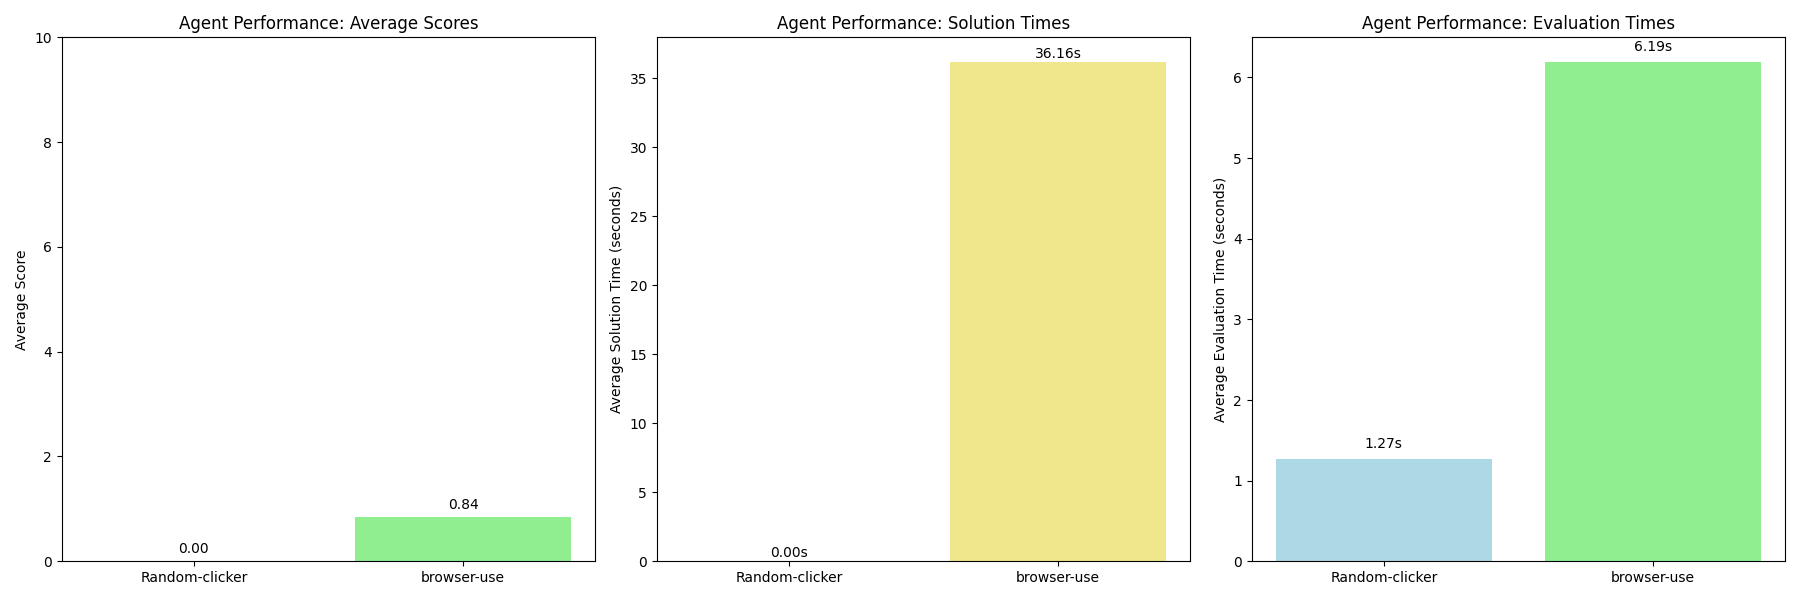 Agent Performance: Average Scores
Average Score
10
8
6
4
2
0
0.00
0.84
Random-clicker
browser-use
Agent Performance: Solution Times
Average Solution Time (seconds)
35
30
25
20
15
10
5
0
0.00s
36.16s
Random-clicker
browser-use
Agent Performance: Evaluation Times
Average Evaluation Time (seconds)
6
5
4
3
2
1
0
1.27s
6.19s
Random-clicker
browser-use